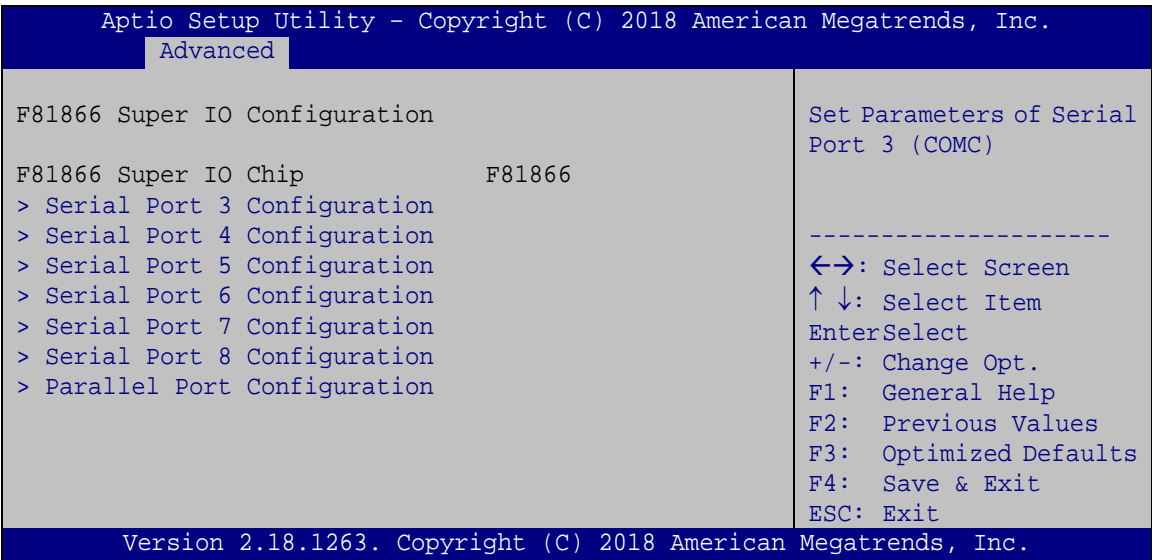 Aptio Setup Utility – Copyright (C) 2018 American Megatrends, Inc.
Advanced
F81866 Super IO Configuration
F81866 Super IO Chip F81866
> Serial Port 3 Configuration
> Serial Port 4 Configuration
> Serial Port 5 Configuration
> Serial Port 6 Configuration
> Serial Port 7 Configuration
> Serial Port 8 Configuration
> Parallel Port Configuration
Set Parameters of Serial
Port 3 (COMC)
---------------------
←→: Select Screen
↑ ↓: Select Item
EnterSelect
+/-: Change Opt.
F1: General Help
F2: Previous Values
F3: Optimized Defaults
F4: Save & Exit
ESC: Exit
Version 2.18.1263. Copyright (C) 2018 American Megatrends, Inc.